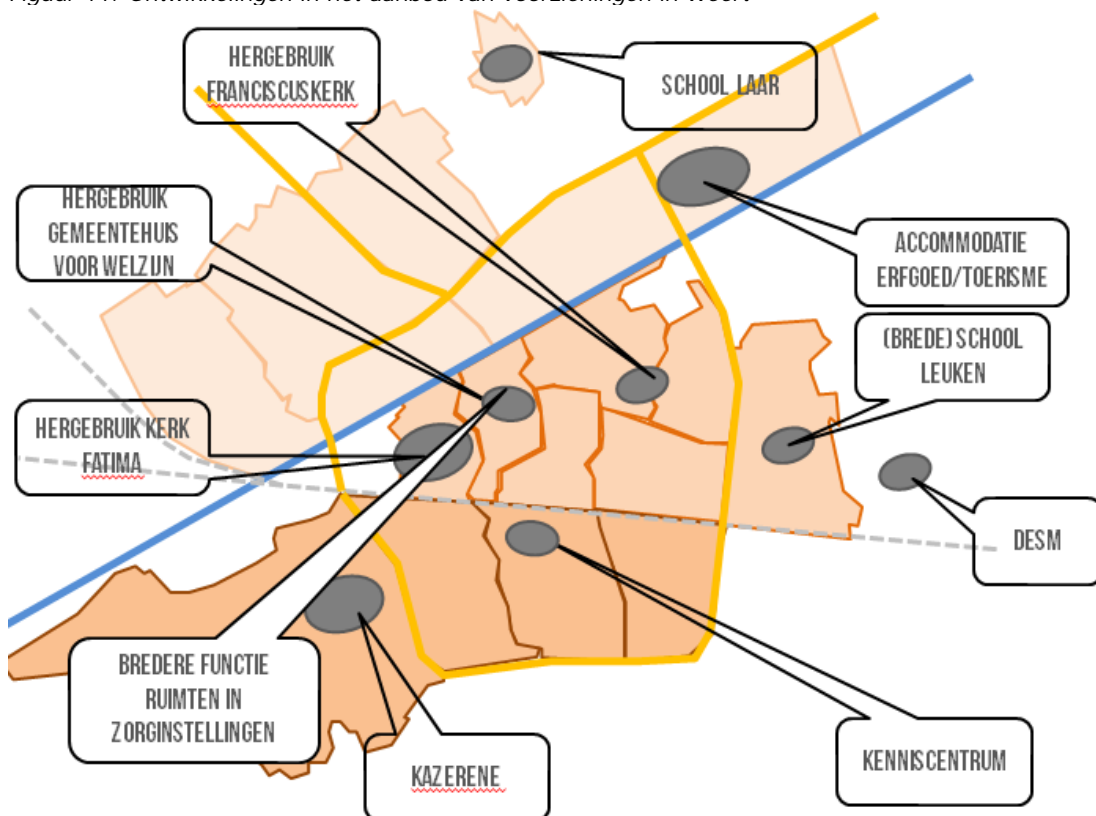 HERGEBRUIK
FRANCISCUSKERK
SCHOOL LAAR
HERGEBRUIK
GEMEENTEHUIS
VOOR WELZIJN
ACCOMMODATIE
ERFGOED/TOERISME
(BREDE) SCHOOL
LEUKEN
HERGEBRUIK KERK
FATIMA
DESM
BREDERE FUNCTIE
RUIMTEN IN
ZORGINSTELLINGEN
KAZERENE
KENNISCENTRUM